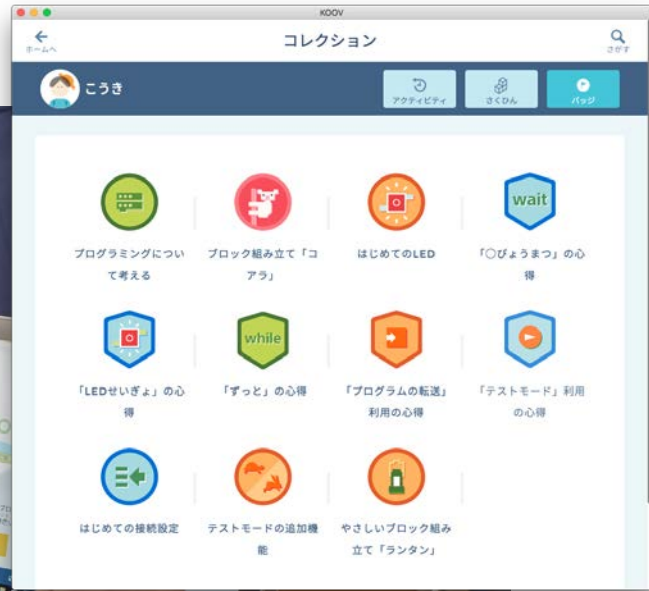 KOOV
ホームへ
コレクション
さがす
こうき
アクティビティ
さくひん
バッジ
プログラミングについ
て考える
ブロック組み立て「コ
アラ」
はじめてのLED
wait
「○びょうまつ」の心
得
「LEDせいぎょ」の心
得
while
「ずっと」の心得
「プログラムの転送」
利用の心得
「テストモード」利用
の心得
はじめての接続設定
テストモードの追加機
能
やさしいブロック組み
立て「ランタン」